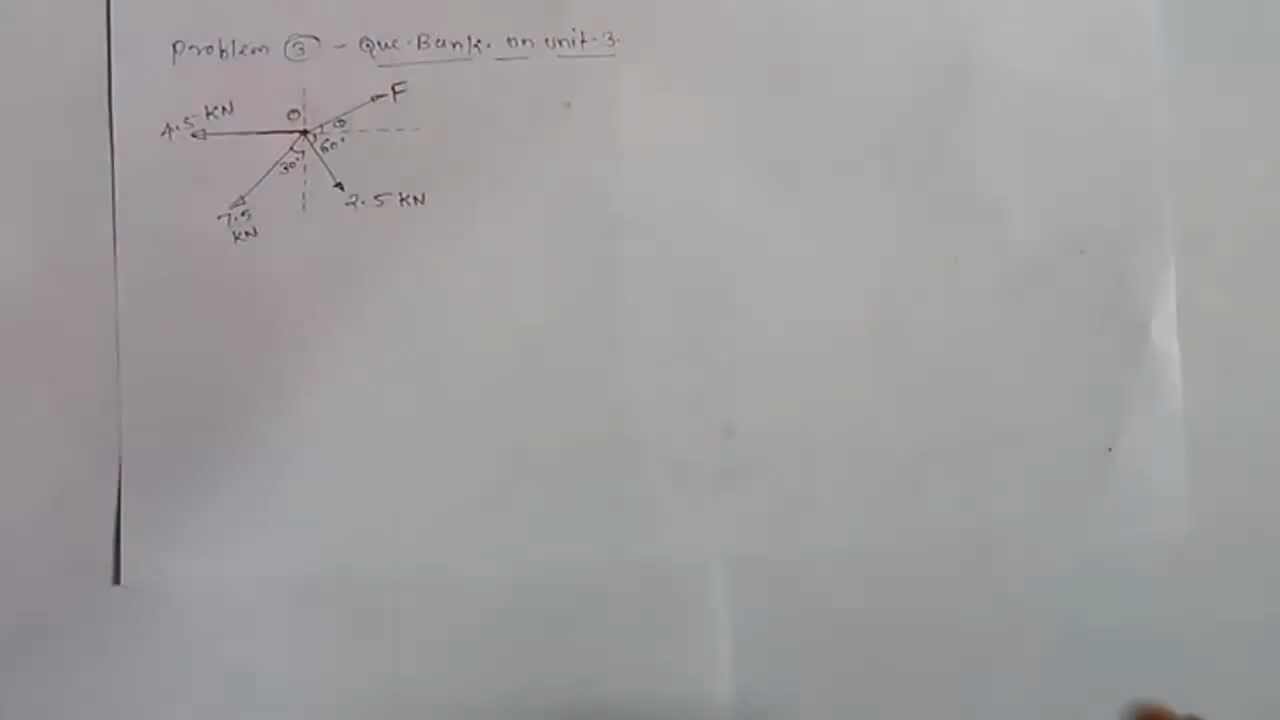 Problem ③ - Que. Bank. on unit-3.
F
4.5 KN
O
θ
60°
30°
2.5 KN
7.5
KN